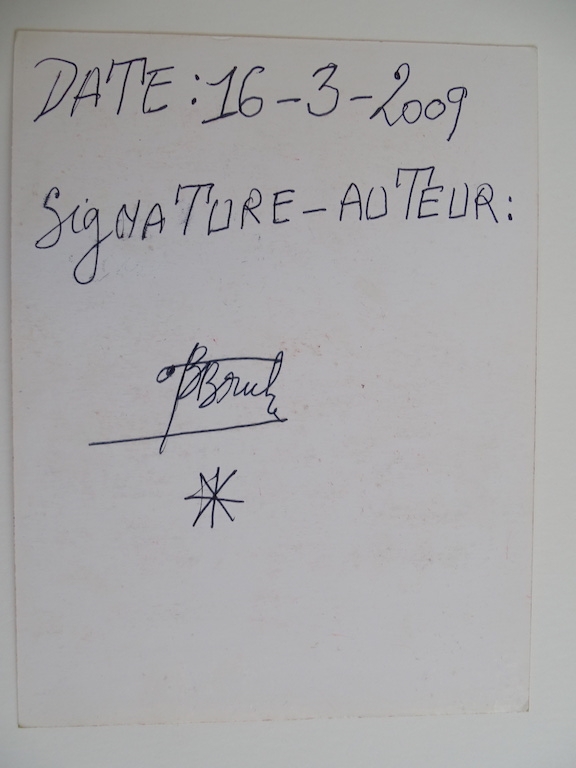 DATE : 16-3-2009
SigNATURE-AUTEUR :